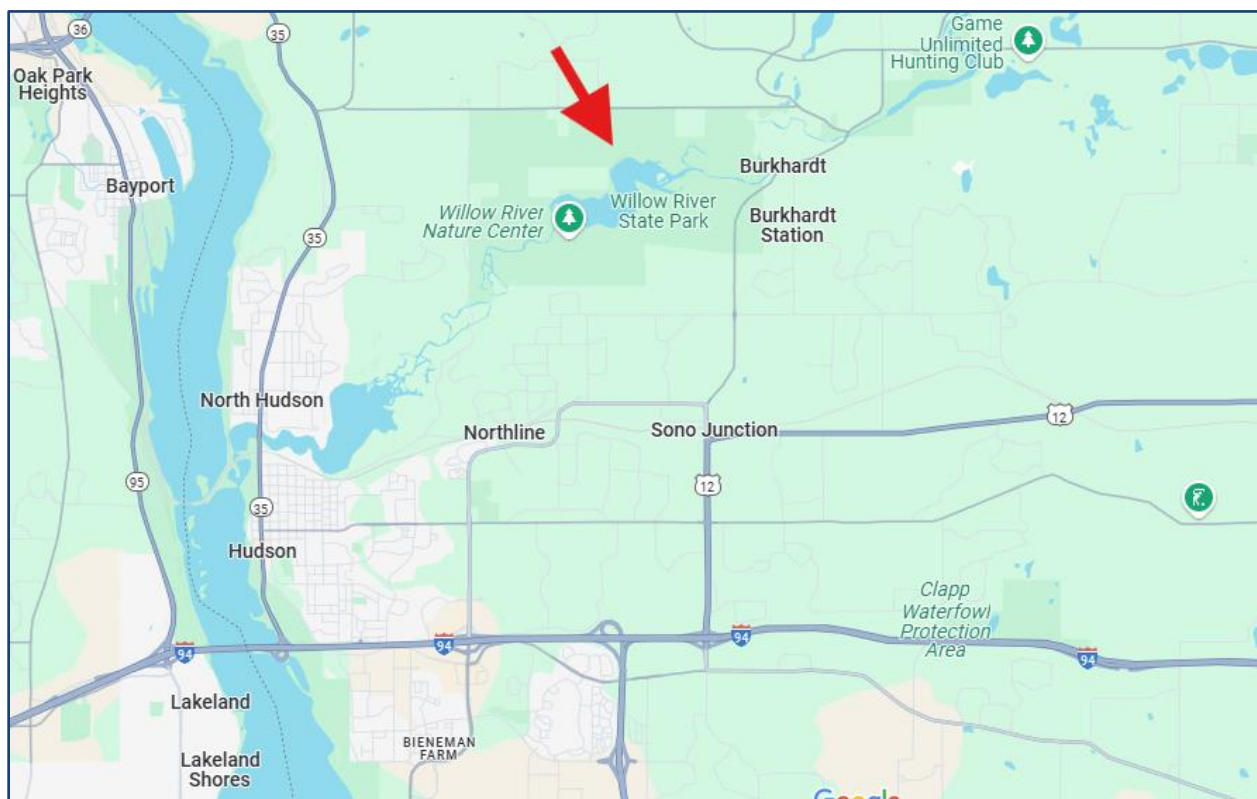 36
35
Game
Unlimited
Hunting Club
Oak Park
Heights
Bayport
Burkhardt
Willow River
Nature Center
Willow River
State Park
Burkhardt
Station
35
North Hudson
Northline
Sono Junction
12
12
95
35
Hudson
Clapp
Waterfowl
Protection
Area
94
94
94
94
Lakeland
BIENEMAN
FARM
Lakeland
Shores
Google